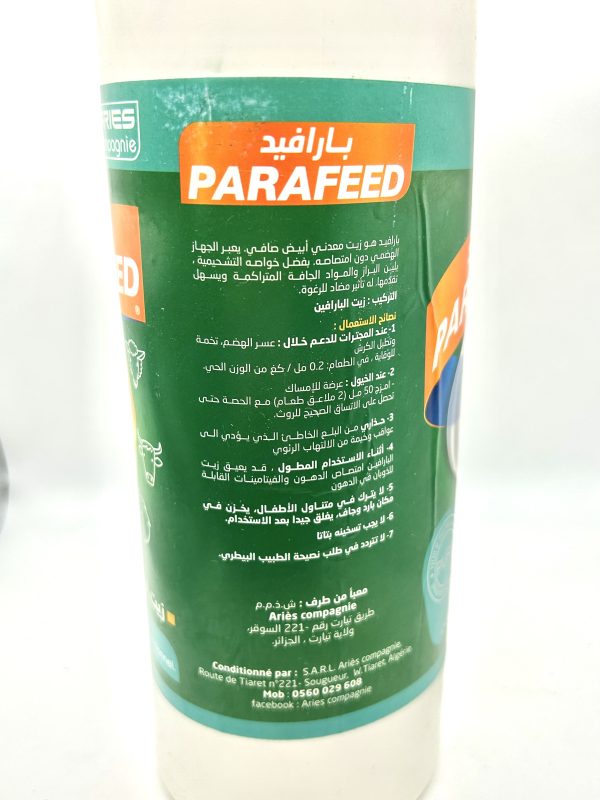 ARIES
compagnie
بارافيد
PARAFEED
بارافيد هو زيت معدني أبيض صافي. يعبر الجهاز
الهضمي دون امتصاصه. بفضل خواصه التشحيمية ،
يلين البراز والمواد الجافة المتراكمة ويسهل
تقدمها. له تأثير مضاد للرغوة.
التركيب : زيت البارافين
نصائح الاستعمال :
1-عند المجترات للدعم خلال : عسر الهضم، تخمة
وتطبل الكرش
للوقاية ، في الطعام: 0.2 مل / كغ من الوزن الحي.
2- عند الخيول : عرضة للإمساك
- امزج 50 مل (2 ملاعق طعام) مع الحصة حتى
تحصل على الاتساق الصحيح للروث.
3- حذاري من البلع الخاطئ الذي يؤدي الى
عواقب وخيمة من الالتهاب الرئوي
4- أثناء الاستخدام المطول ، قد يعيق زيت
البارافين امتصاص الدهون والفيتامينات القابلة
للذوبان في الدهون
5- لا يترك في متناول الأطفال، يخزن في
مكان بارد وجاف، يغلق جيداً بعد الاستخدام.
6- لا يجب تسخينه بتاتا
7- لا تتردد في طلب نصيحة الطبيب البيطري.
معبأ من طرف : ش.ذ.م.م
Ariès compagnie
طريق تيارت رقم -221 السوقر،
ولاية تيارت ، الجزائر.
Conditionné par : S.A.R.L. Ariès compagnie.
Route de Tiaret n°221- Sougueur, W.Tiaret, Algérie
Mob : 0560 029 608
facebook : Aries compagnie
ED
®
PAR
زيت